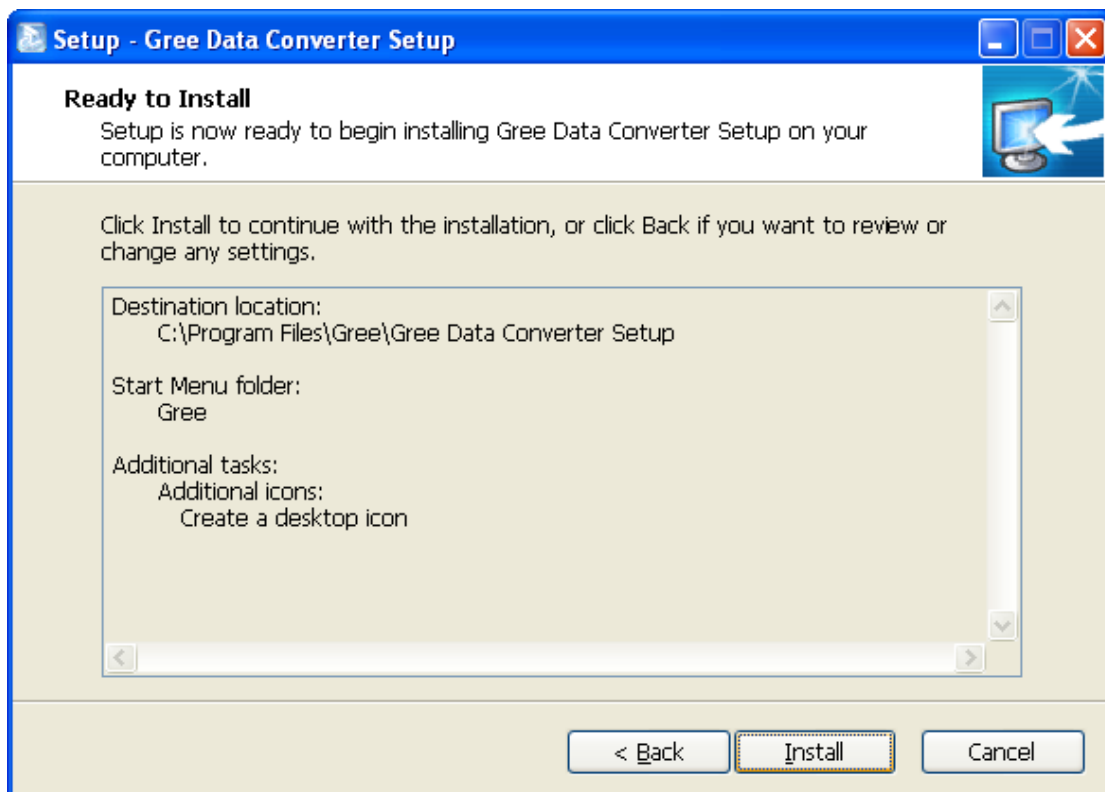 Setup - Gree Data Converter Setup
Ready to Install
Setup is now ready to begin installing Gree Data Converter Setup on your
computer.
Click Install to continue with the installation, or click Back if you want to review or
change any settings.
Destination location:
C:\Program Files\Gree\Gree Data Converter Setup
Start Menu folder:
Gree
Additional tasks:
Additional icons:
Create a desktop icon
< Back
Install
Cancel